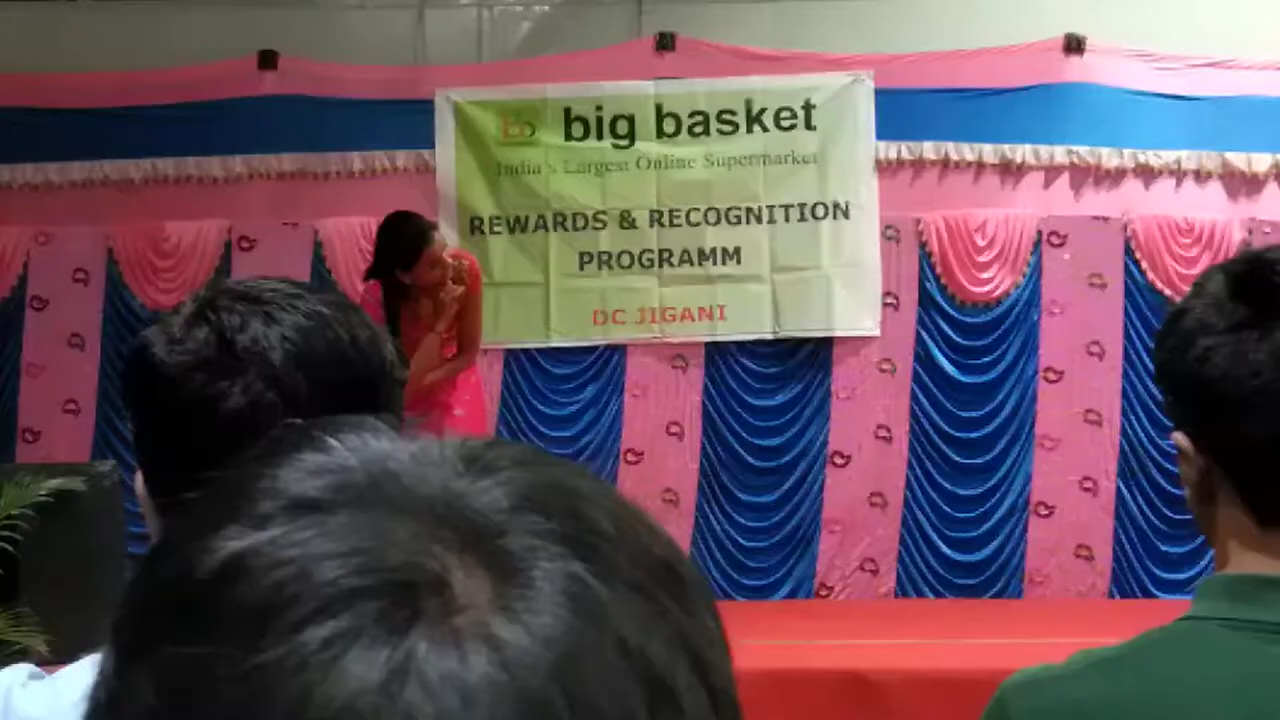 bb big basket
India's Largest Online Supermarket
REWARDS & RECOGNITION
PROGRAMM
DC JIGANI